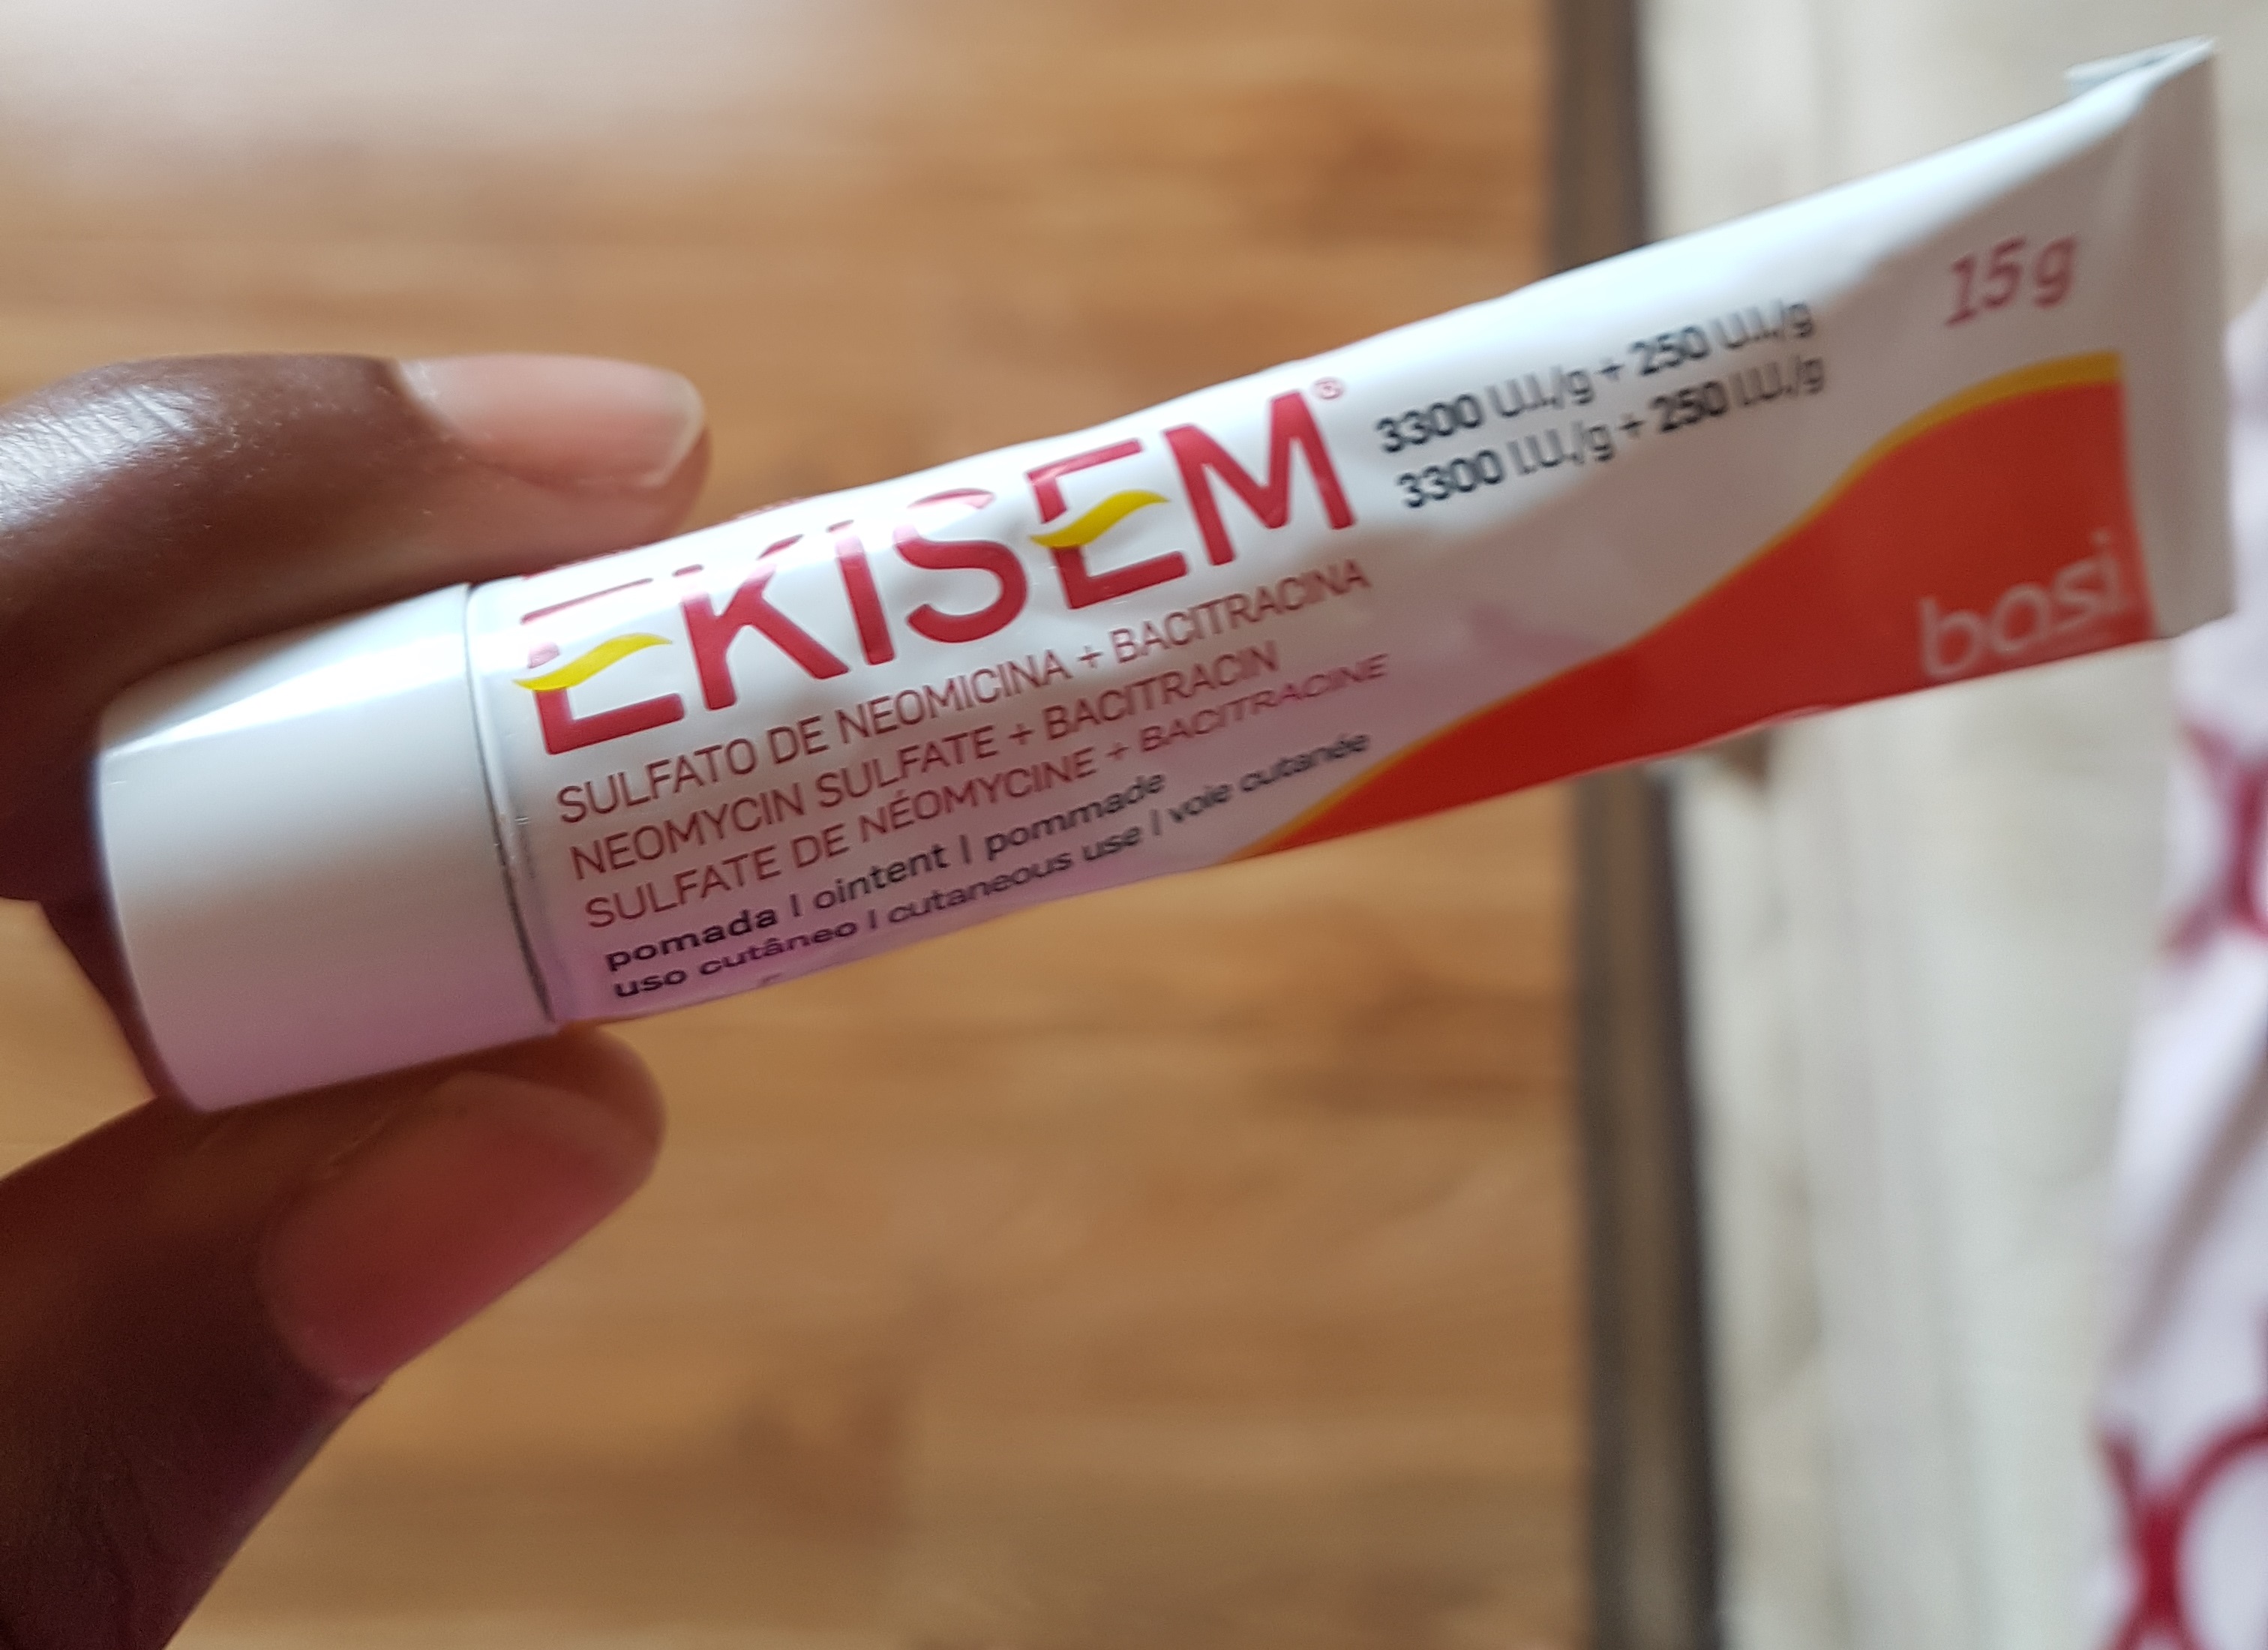 EKISEM®
3300 U.I./g + 250 U.I./g
3300 I.U./g + 250 I.U./g
15 g
SULFATO DE NEOMICINA + BACITRACINA
NEOMYCIN SULFATE + BACITRACIN
SULFATE DE NÉOMYCINE + BACITRACINE
pomada | ointent | pommade
uso cutâneo | cutaneous use | voie cutanée
basi